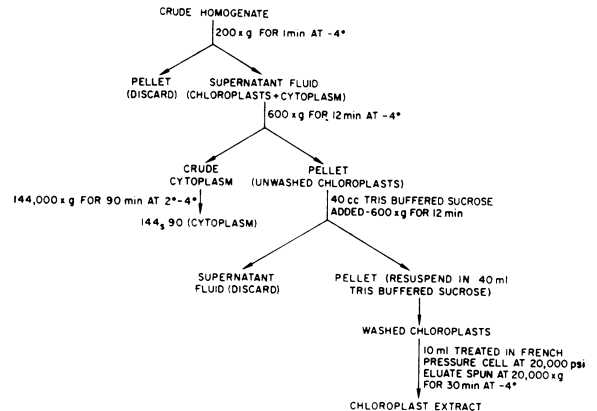 CRUDE HOMOGENATE
200 x g FOR 1 min AT -4°
PELLET
(DISCARD)
SUPERNATANT FLUID
(CHLOROPLASTS + CYTOPLASM)
600 x g FOR 12 min AT -4°
CRUDE
CYTOPLASM
PELLET
(UNWASHED CHLOROPLASTS)
144,000 x g FOR 90 min AT 2°-4°
144s 90 (CYTOPLASM)
40 cc TRIS BUFFERED SUCROSE
ADDED-600 x g FOR 12 min
SUPERNATANT
FLUID (DISCARD)
PELLET (RESUSPEND IN 40 ml
TRIS BUFFERED SUCROSE)
WASHED CHLOROPLASTS
10 ml TREATED IN FRENCH
PRESSURE CELL AT 20,000 psi
ELUATE SPUN AT 20,000 x g
FOR 30 min AT -4°
CHLOROPLAST EXTRACT